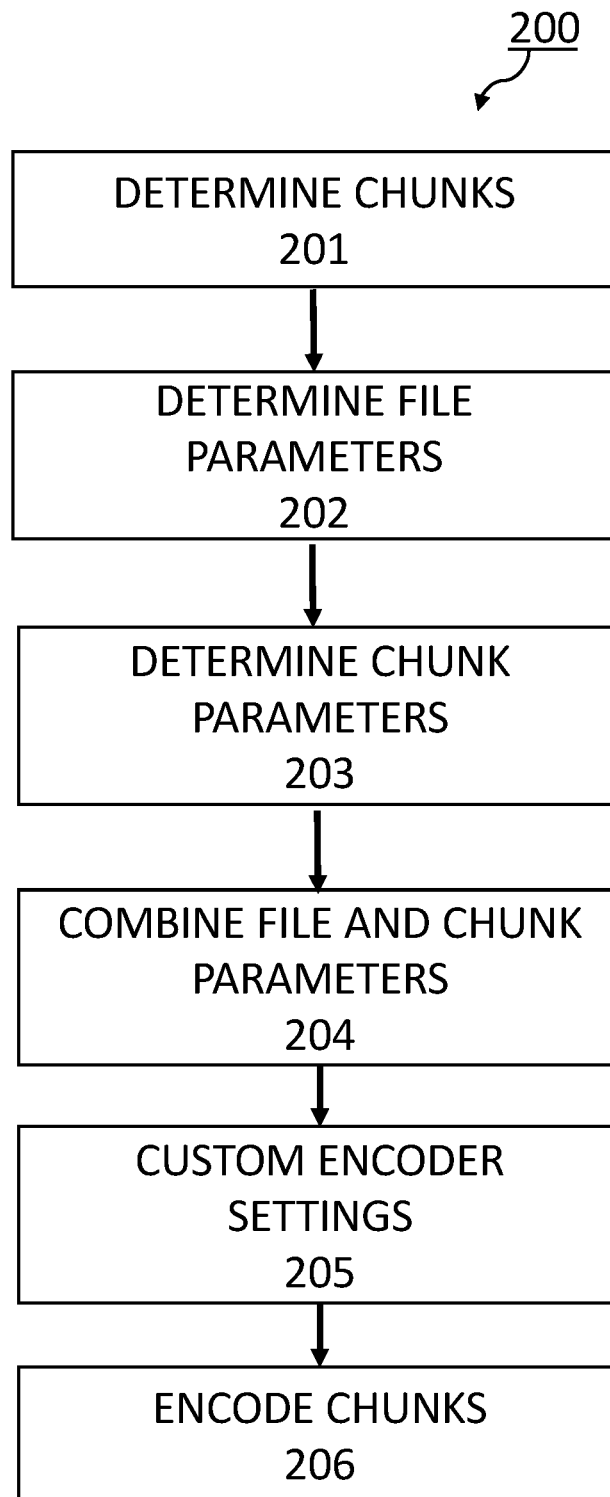 200
DETERMINE CHUNKS
201
DETERMINE FILE
PARAMETERS
202
DETERMINE CHUNK
PARAMETERS
203
COMBINE FILE AND CHUNK
PARAMETERS
204
CUSTOM ENCODER
SETTINGS
205
ENCODE CHUNKS
206